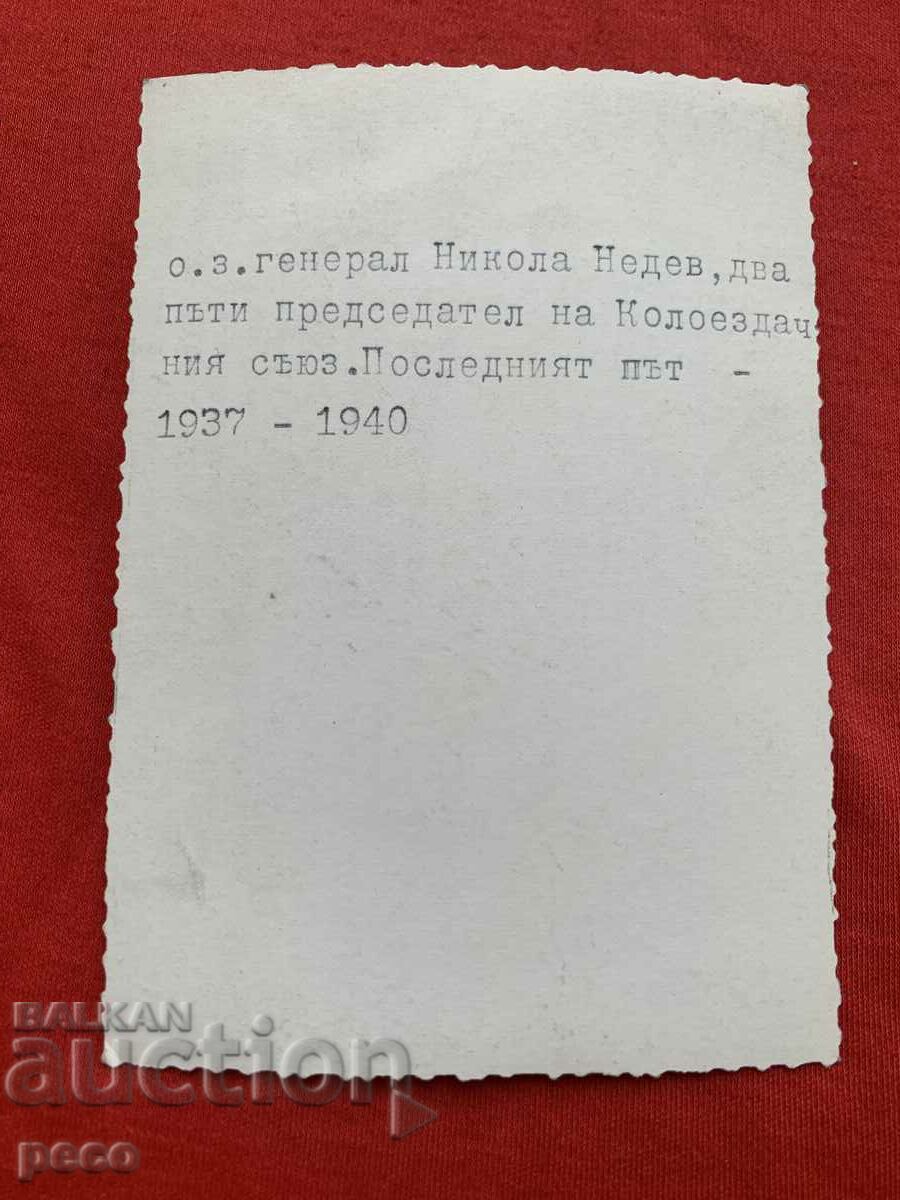 о.з.генерал Никола Недев,два
пъти председател на Колоездач-
ния съюз.Последният път -
1937 - 1940
BALKAN
auction
peco